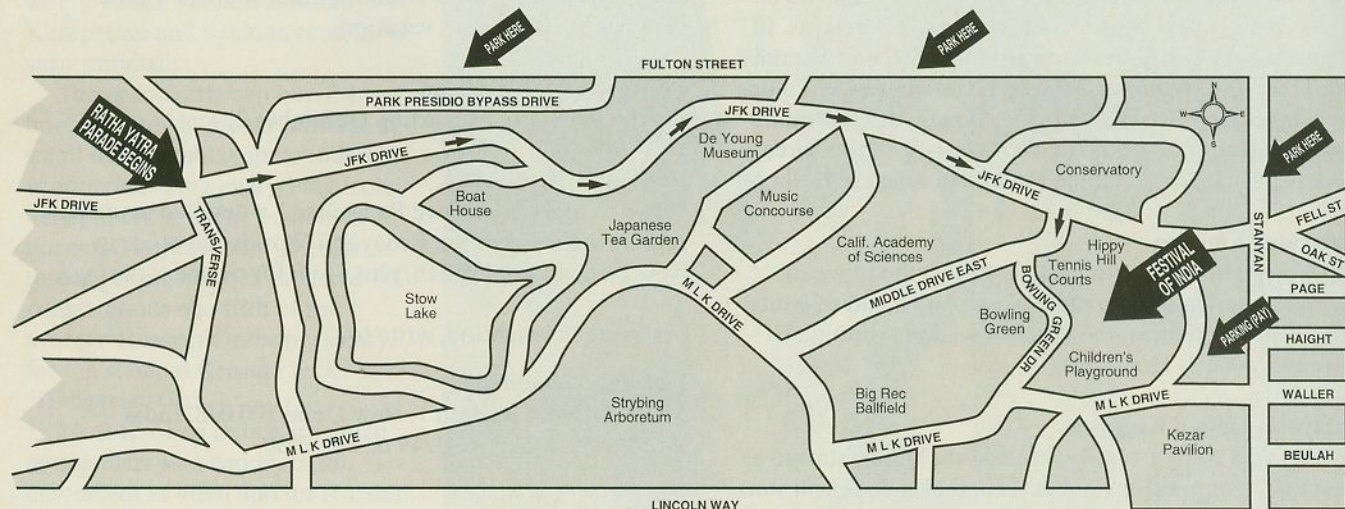 PARK HERE
PARK HERE
FULTON STREET
PARK PRESIDIO BYPASS DRIVE
RATHA YATRA
PARADE BEGINS
JFK DRIVE
De Young
Museum
JFK DRIVE
PARK HERE
N
W
E
S
JFK DRIVE
Conservatory
JFK DRIVE
TRANSVERSE
Boat
House
Music
Concourse
Japanese
Tea Garden
Calif. Academy
of Sciences
Hippy
Hill
Tennis
Courts
FESTIVAL
OF INDIA
STANYAN
FELL ST
OAK ST
PAGE
MIDDLE DRIVE EAST
BOWLING GREEN DR
Bowling
Green
M L K DRIVE
Stow
Lake
PARKING (PAY)
HAIGHT
Children's
Playground
Strybing
Arboretum
Big Rec
Ballfield
M L K DRIVE
WALLER
M L K DRIVE
M L K DRIVE
Kezar
Pavilion
BEULAH
LINCOLN WAY